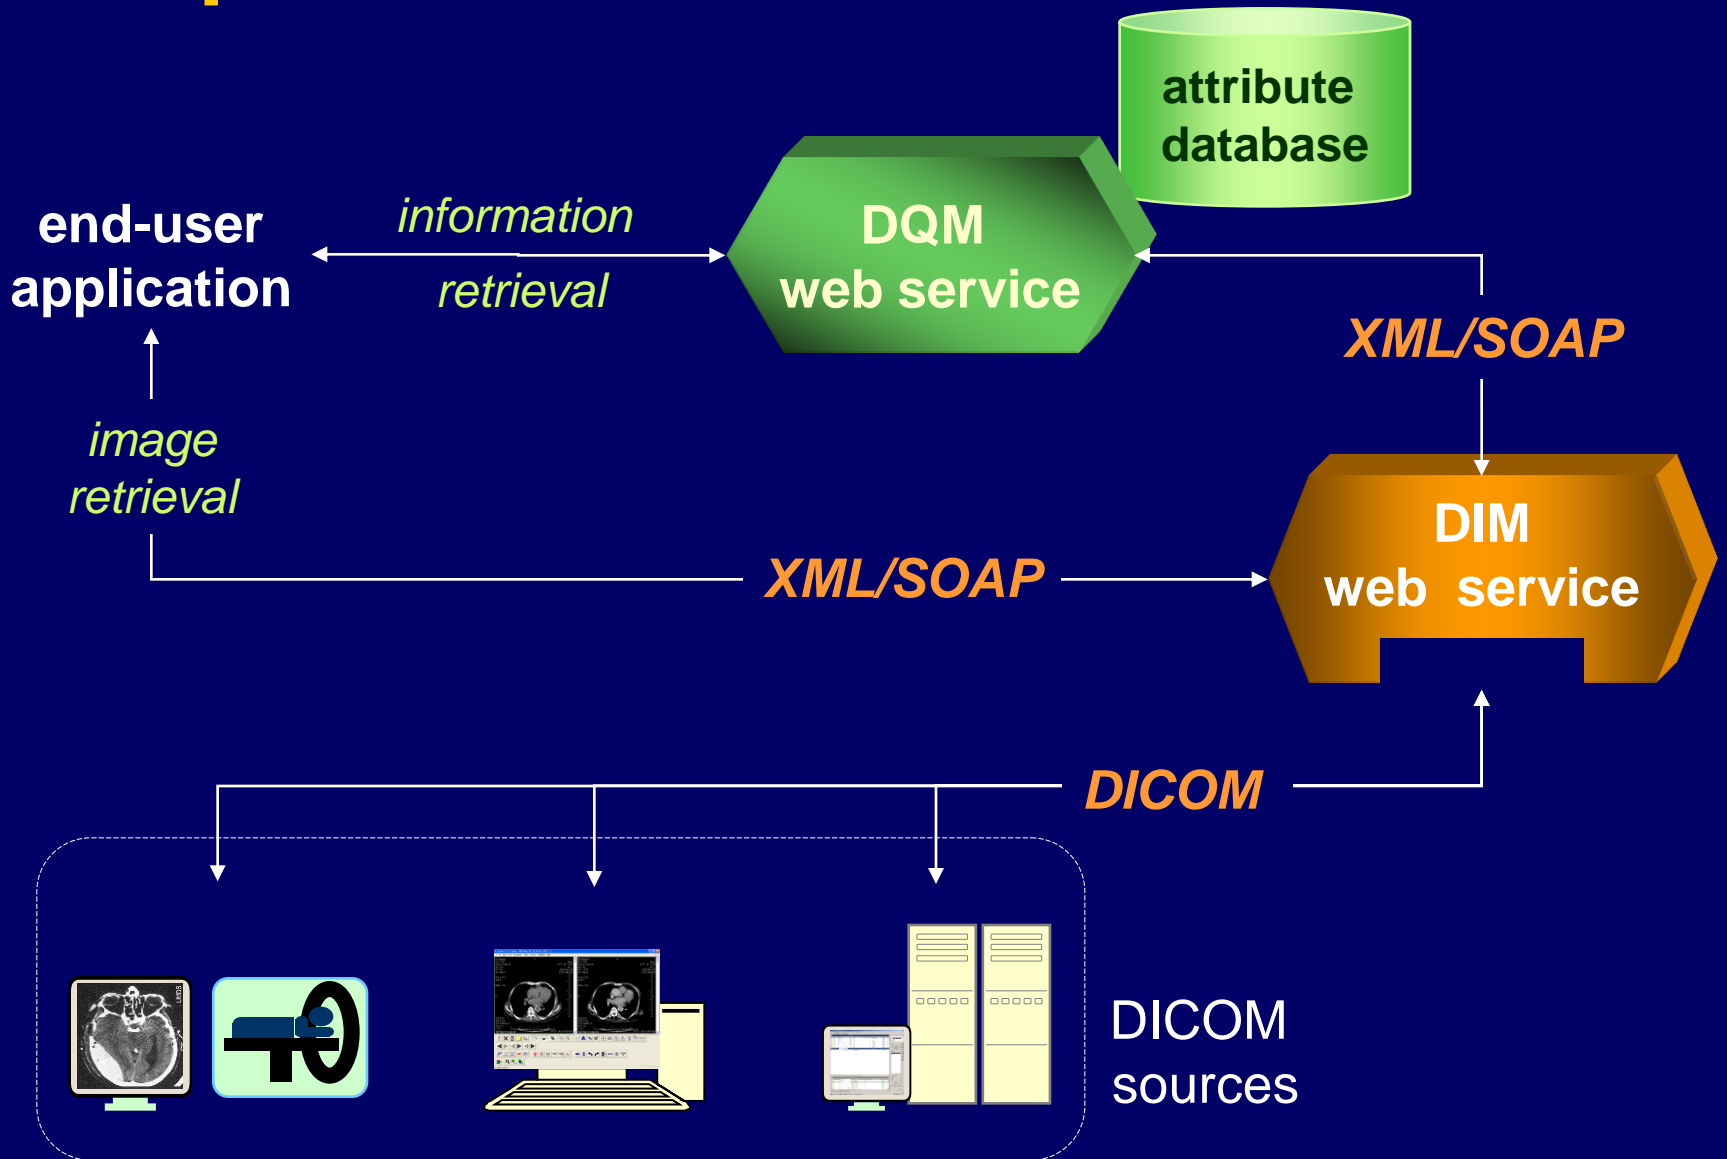 attribute
database
end-user
application
information
retrieval
DQM
web service
XML/SOAP
image
retrieval
XML/SOAP
DIM
web service
DICOM
DICOM
sources